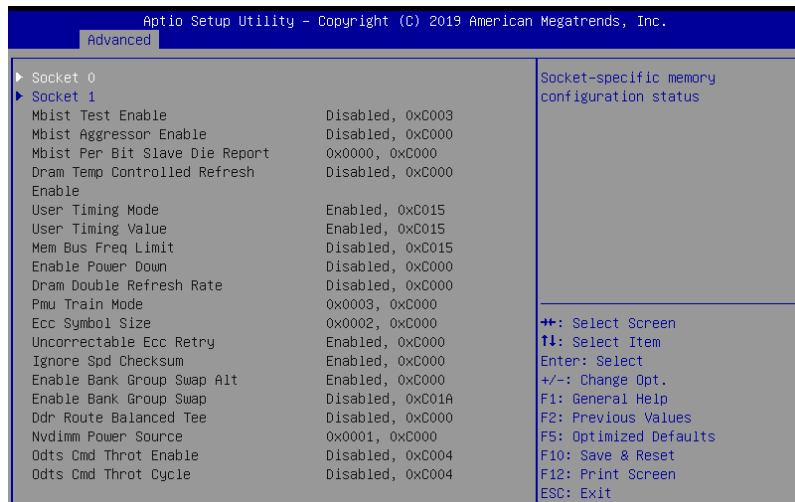 Aptio Setup Utility – Copyright (C) 2019 American Megatrends, Inc.
Advanced
Socket 0
Socket 1
Mbist Test Enable Disabled, 0xC003
Mbist Aggressor Enable Disabled, 0xC000
Mbist Per Bit Slave Die Report 0x0000, 0xC000
Dram Temp Controlled Refresh Disabled, 0xC000
Enable
User Timing Mode Enabled, 0xC015
User Timing Value Enabled, 0xC015
Mem Bus Freq Limit Disabled, 0xC015
Enable Power Down Disabled, 0xC000
Dram Double Refresh Rate Disabled, 0xC000
Pmu Train Mode 0x0003, 0xC000
Ecc Symbol Size 0x0002, 0xC000
Uncorrectable Ecc Retry Enabled, 0xC000
Ignore Spd Checksum Enabled, 0xC000
Enable Bank Group Swap Alt Enabled, 0xC000
Enable Bank Group Swap Disabled, 0xC01A
Ddr Route Balanced Tee Disabled, 0xC000
Nvdimm Power Source 0x0001, 0xC000
Odts Cmd Throt Enable Disabled, 0xC004
Odts Cmd Throt Cycle Disabled, 0xC004
Socket-specific memory
configuration status
→←: Select Screen
↑↓: Select Item
Enter: Select
+/-: Change Opt.
F1: General Help
F2: Previous Values
F5: Optimized Defaults
F10: Save & Reset
F12: Print Screen
ESC: Exit